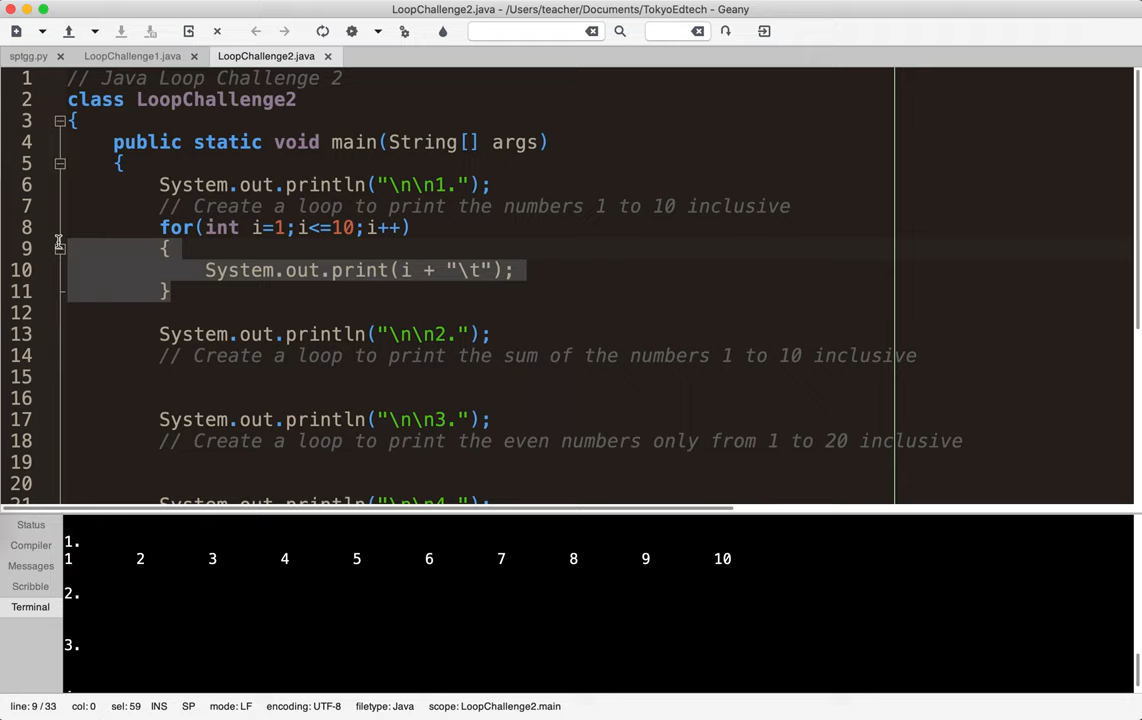 LoopChallenge2.java - /Users/teacher/Documents/TokyoEdtech - Geany
sptgg.py LoopChallenge1.java LoopChallenge2.java
1 // Java Loop Challenge 2
2 class LoopChallenge2
3 {
4 public static void main(String[] args)
5 {
6 System.out.println("\n\n1.");
7 // Create a loop to print the numbers 1 to 10 inclusive
8 for(int i=1;i<=10;i++)
9 {
10 System.out.print(i + "\t");
11 }
12
13 System.out.println("\n\n2.");
14 // Create a loop to print the sum of the numbers 1 to 10 inclusive
15
16
17 System.out.println("\n\n3.");
18 // Create a loop to print the even numbers only from 1 to 20 inclusive
19
20
21 System.out.println("\n\n4.");
Status
Compiler
Messages
Scribble
Terminal
1.
1 2 3 4 5 6 7 8 9 10
2.
3.
line: 9 / 33 col: 0 sel: 59 INS SP mode: LF encoding: UTF-8 filetype: Java scope: LoopChallenge2.main